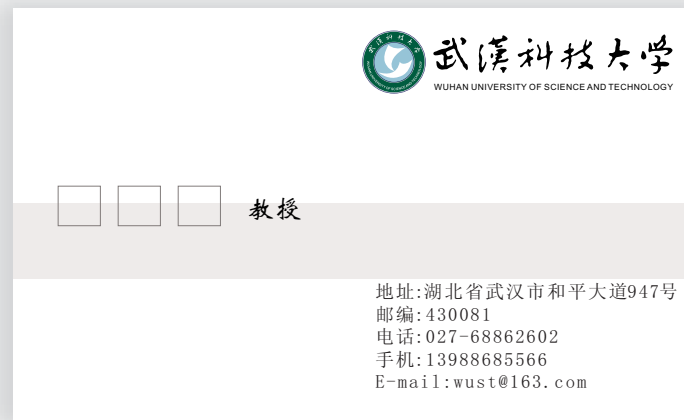 武漢科技大学
WUHAN UNIVERSITY OF SCIENCE AND TECHNOLOGY
教授
地址:湖北省武汉市和平大道947号
邮编:430081
电话:027-68862602
手机:13988685566
E-mail:wust@163.com